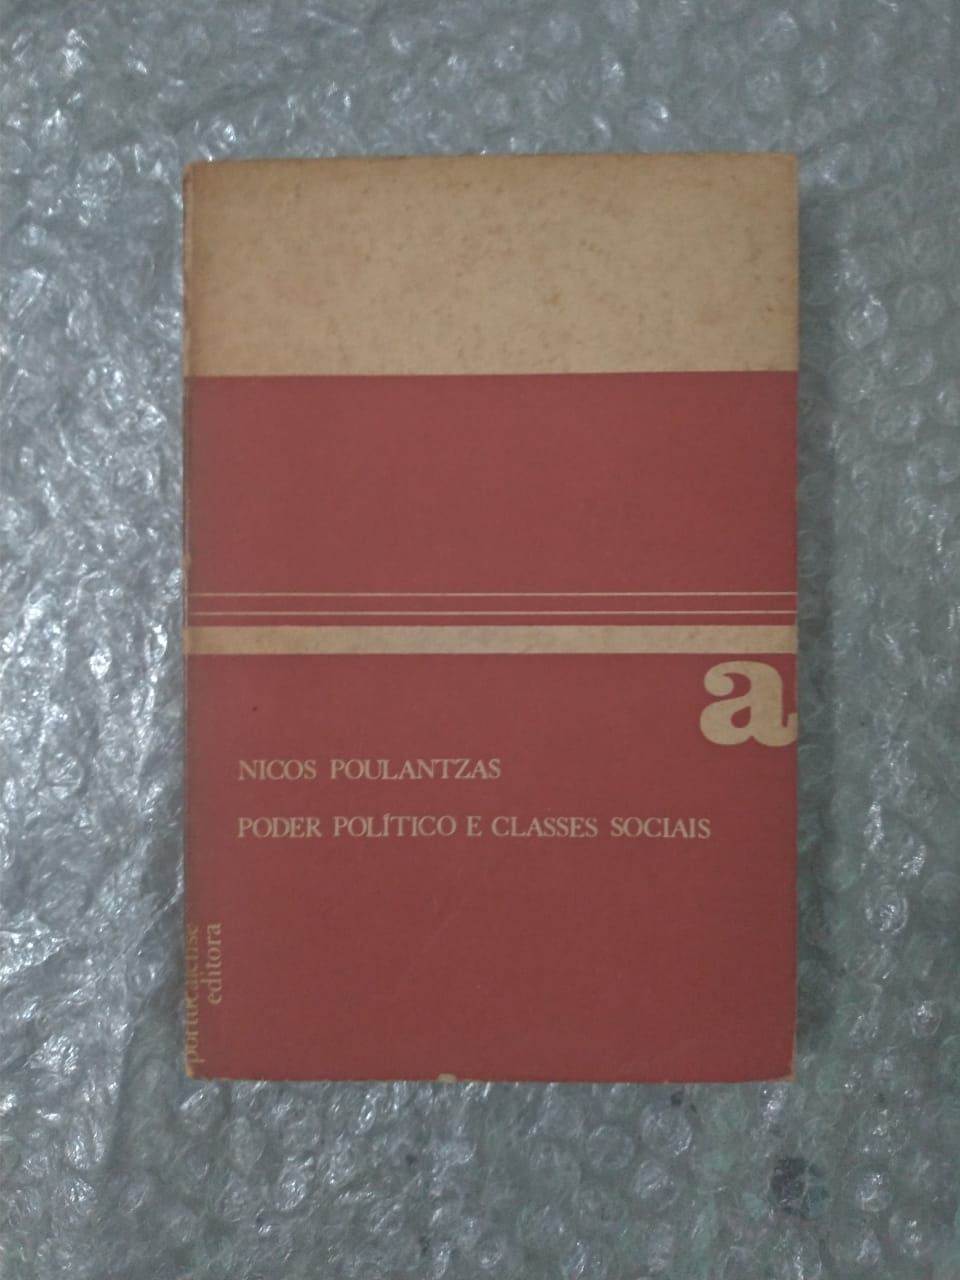 a
NICOS POULANTZAS
PODER POLÍTICO E CLASSES SOCIAIS
portucalense
editora